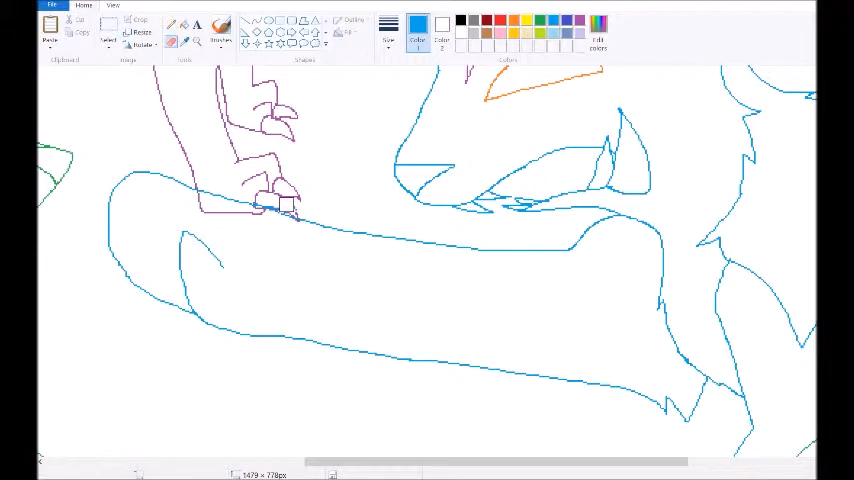 File Home View
Paste
Cut
Copy
Clipboard
Select
Crop
Resize
Rotate
Image
Tools
Brushes
Shapes
Outline
Fill
Size
Color 1
Color 2
Edit colors
Colors
1479 × 778px